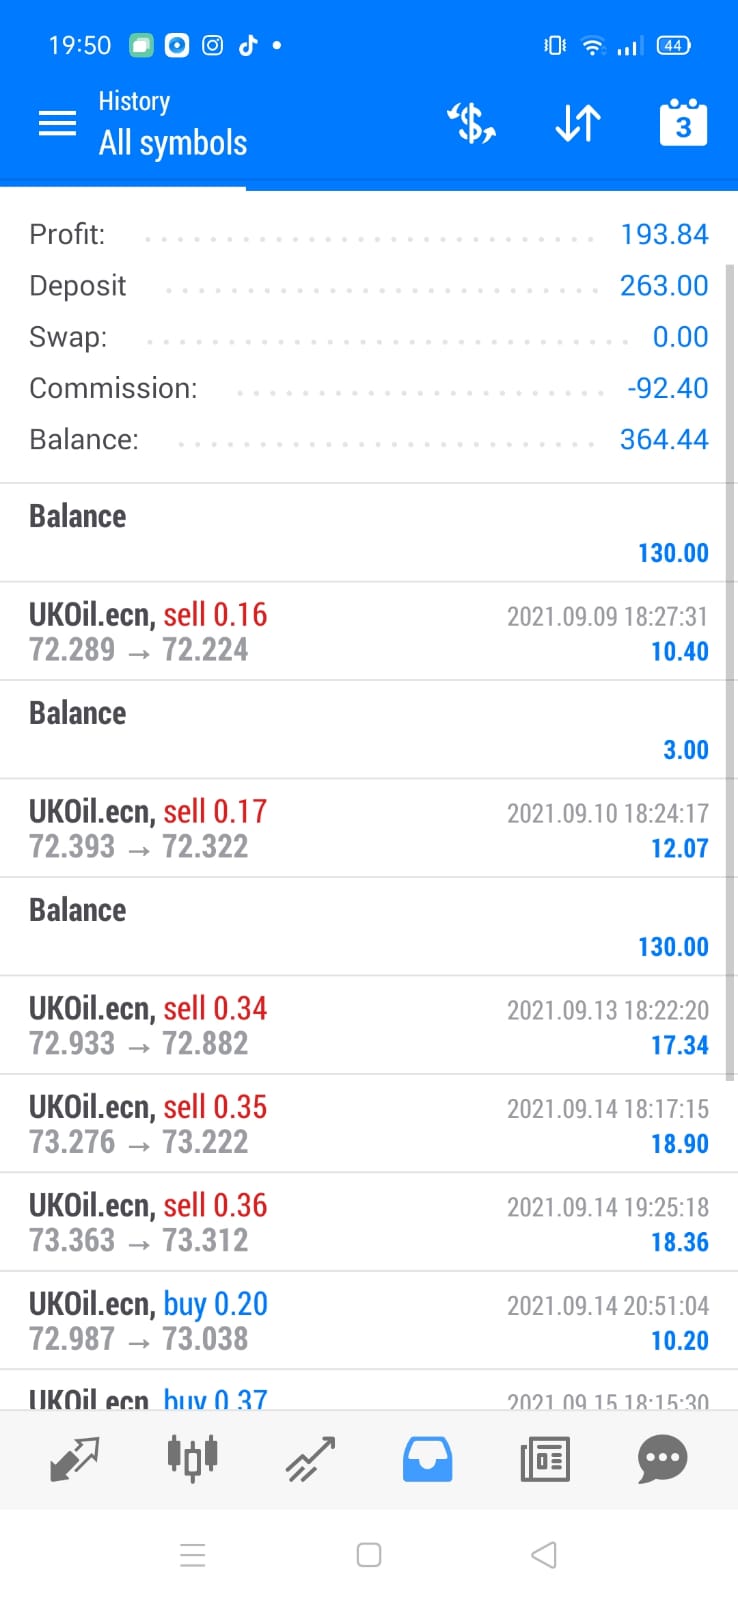 19:50
44
History
All symbols
3
Profit: 193.84
Deposit 263.00
Swap: 0.00
Commission: -92.40
Balance: 364.44
Balance
130.00
UKOil.ecn, sell 0.16 2021.09.09 18:27:31
72.289 → 72.224 10.40
Balance
3.00
UKOil.ecn, sell 0.17 2021.09.10 18:24:17
72.393 → 72.322 12.07
Balance
130.00
UKOil.ecn, sell 0.34 2021.09.13 18:22:20
72.933 → 72.882 17.34
UKOil.ecn, sell 0.35 2021.09.14 18:17:15
73.276 → 73.222 18.90
UKOil.ecn, sell 0.36 2021.09.14 19:25:18
73.363 → 73.312 18.36
UKOil.ecn, buy 0.20 2021.09.14 20:51:04
72.987 → 73.038 10.20
UKOil.ecn, buy 0.37 2021.09.15 18:15:30